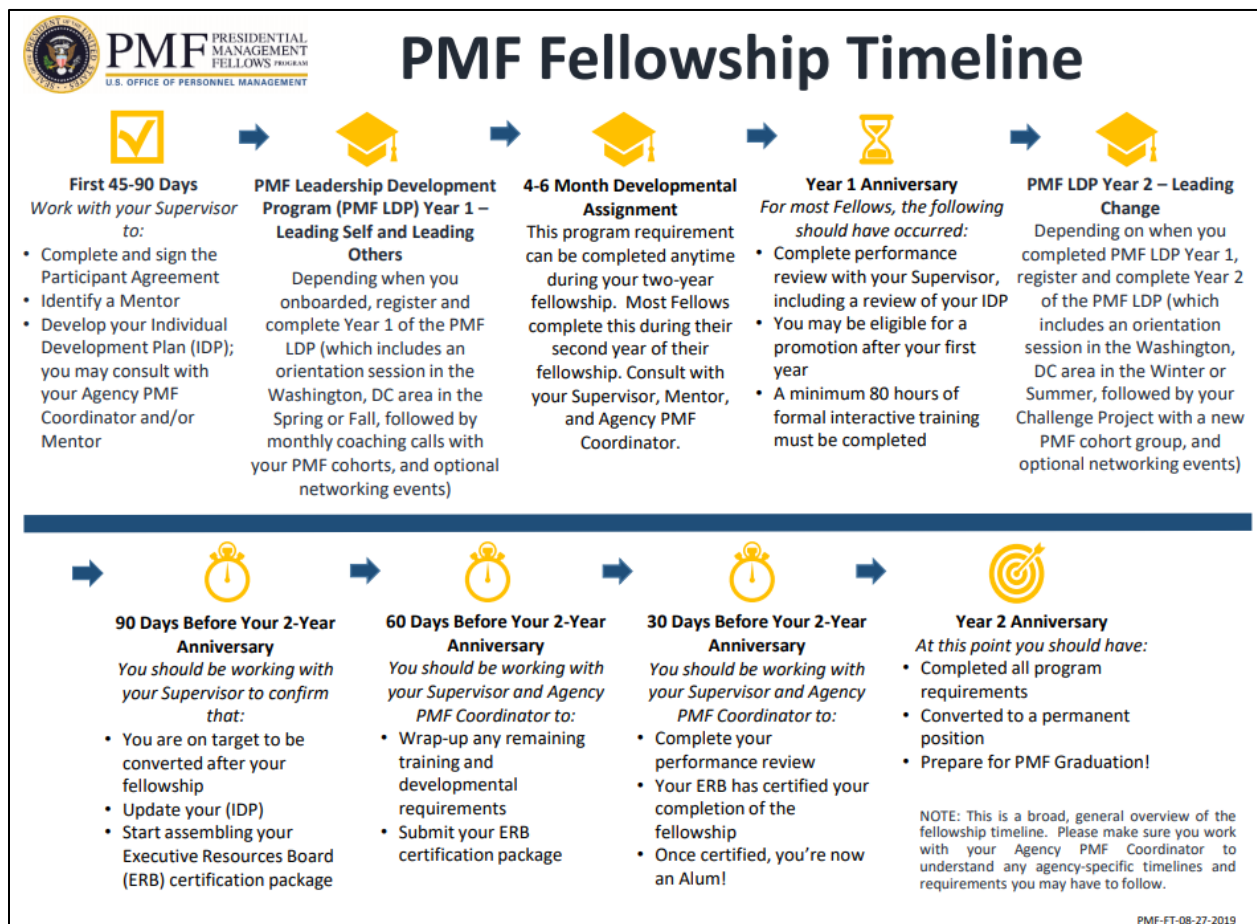 PMF PRESIDENTIAL
MANAGEMENT
FELLOWS PROGRAM
U.S. OFFICE OF PERSONNEL MANAGEMENT
PMF Fellowship Timeline
First 45-90 Days
Work with your Supervisor
to:
• Complete and sign the
Participant Agreement
• Identify a Mentor
• Develop your Individual
Development Plan (IDP);
you may consult with
your Agency PMF
Coordinator and/or
Mentor
PMF Leadership Development
Program (PMF LDP) Year 1 –
Leading Self and Leading
Others
Depending when you
onboarded, register and
complete Year 1 of the PMF
LDP (which includes an
orientation session in the
Washington, DC area in the
Spring or Fall, followed by
monthly coaching calls with
your PMF cohorts, and optional
networking events)
4-6 Month Developmental
Assignment
This program requirement
can be completed anytime
during your two-year
fellowship. Most Fellows
complete this during their
second year of their
fellowship. Consult with
your Supervisor, Mentor,
and Agency PMF
Coordinator.
Year 1 Anniversary
For most Fellows, the following
should have occurred:
• Complete performance
review with your Supervisor,
including a review of your IDP
• You may be eligible for a
promotion after your first
year
• A minimum 80 hours of
formal interactive training
must be completed
PMF LDP Year 2 – Leading
Change
Depending on when you
completed PMF LDP Year 1,
register and complete Year 2
of the PMF LDP (which
includes an orientation
session in the Washington,
DC area in the Winter or
Summer, followed by your
Challenge Project with a new
PMF cohort group, and
optional networking events)
90 Days Before Your 2-Year
Anniversary
You should be working with
your Supervisor to confirm
that:
• You are on target to be
converted after your
fellowship
• Update your (IDP)
• Start assembling your
Executive Resources Board
(ERB) certification package
60 Days Before Your 2-Year
Anniversary
You should be working with
your Supervisor and Agency
PMF Coordinator to:
• Wrap-up any remaining
training and
developmental
requirements
• Submit your ERB
certification package
30 Days Before Your 2-Year
Anniversary
You should be working with
your Supervisor and Agency
PMF Coordinator to:
• Complete your
performance review
• Your ERB has certified your
completion of the
fellowship
• Once certified, you're now
an Alum!
Year 2 Anniversary
At this point you should have:
• Completed all program
requirements
• Converted to a permanent
position
• Prepare for PMF Graduation!
NOTE: This is a broad, general overview of the
fellowship timeline. Please make sure you work
with your Agency PMF Coordinator to
understand any agency-specific timelines and
requirements you may have to follow.
PMF-FT-08-27-2019